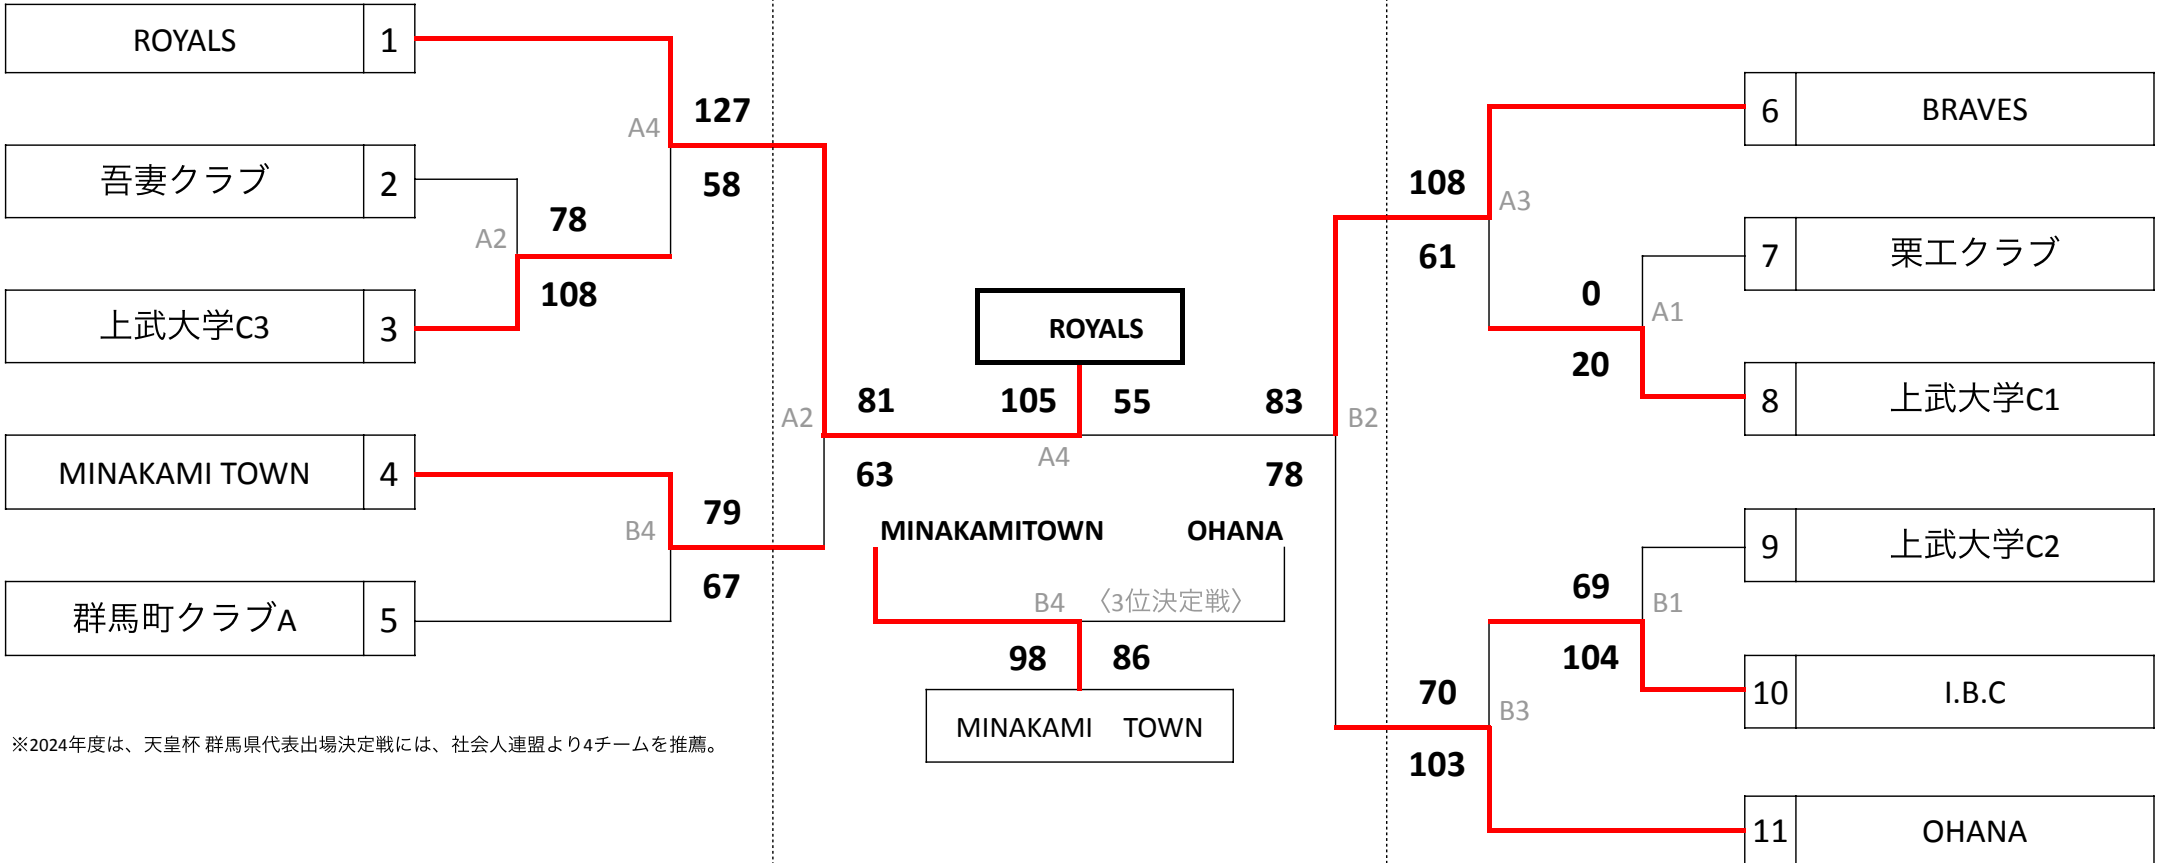 ROYALS 1
127
A4
6 BRAVES
吾妻クラブ 2
58
108
A3
78
A2
61
7 栗工クラブ
108
0
A1
上武大学C3 3
ROYALS
20
8 上武大学C1
81
105
55
83
A2
B2
A4
MINAKAMI TOWN 4
63
78
79
B4
MINAKAMITOWN
OHANA
9 上武大学C2
67
69
B4
〈3位決定戦〉
B1
群馬町クラブA 5
98
86
104
70
10 I.B.C
B3
MINAKAMI TOWN
※2024年度は、天皇杯 群馬県代表出場決定戦には、社会人連盟より4チームを推薦。
103
11 OHANA